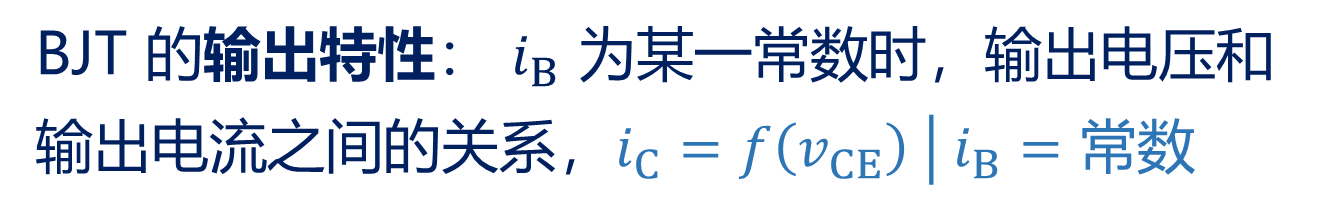 BJT 的输出特性： iB 为某一常数时，输出电压和
输出电流之间的关系，iC = f(vCE) | iB = 常数